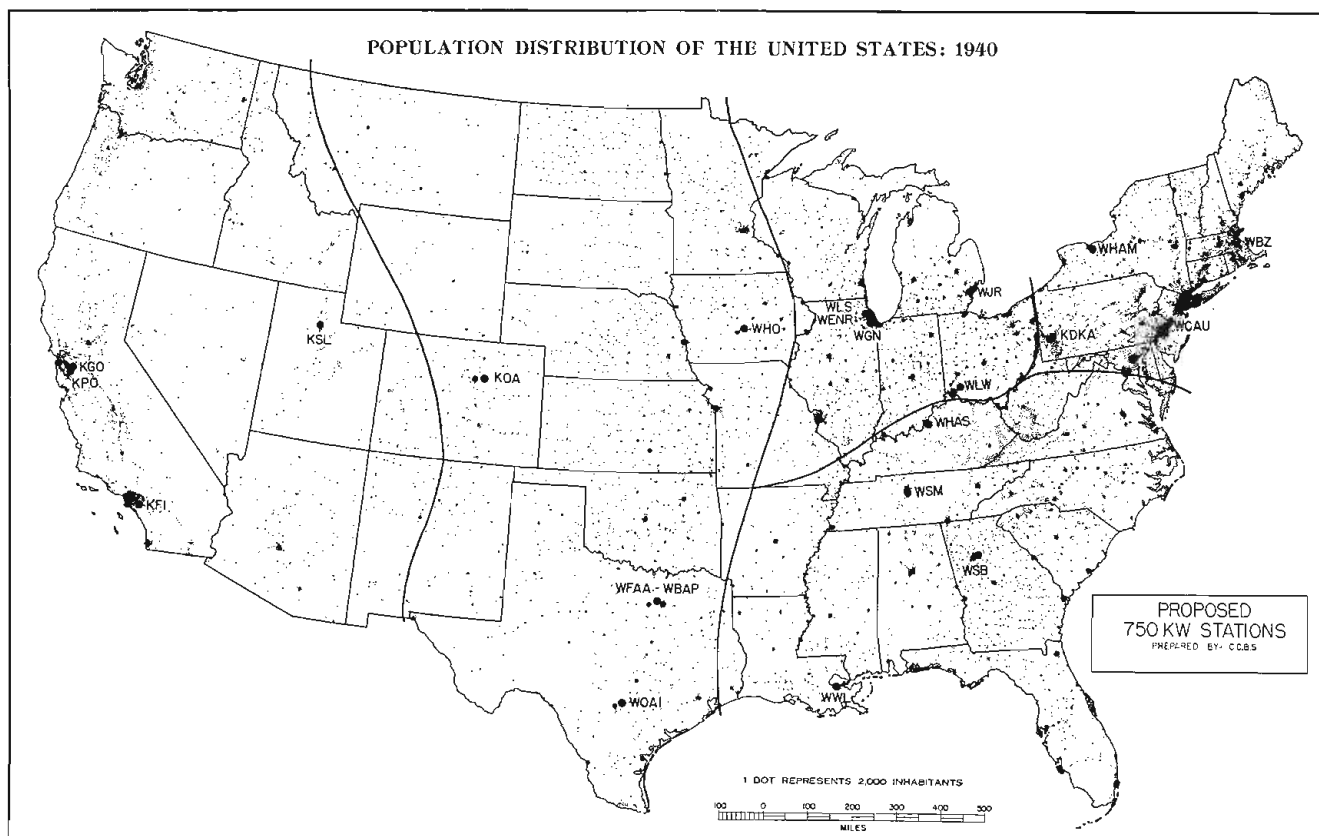 POPULATION DISTRIBUTION OF THE UNITED STATES: 1940
WHAM
WBZ
WJR
WLS
WENR
WGN
WHO
WCAU
KDKA
KSL
KGO
KPO
KOA
WLW
WHAS
KFI
WSM
WSB
WFAA - WBAP
WOAI
WWL
PROPOSED
750 KW STATIONS
PREPARED BY- C.C.B.S
1 DOT REPRESENTS 2,000 INHABITANTS
100 0 100 200 300 400 500
MILES